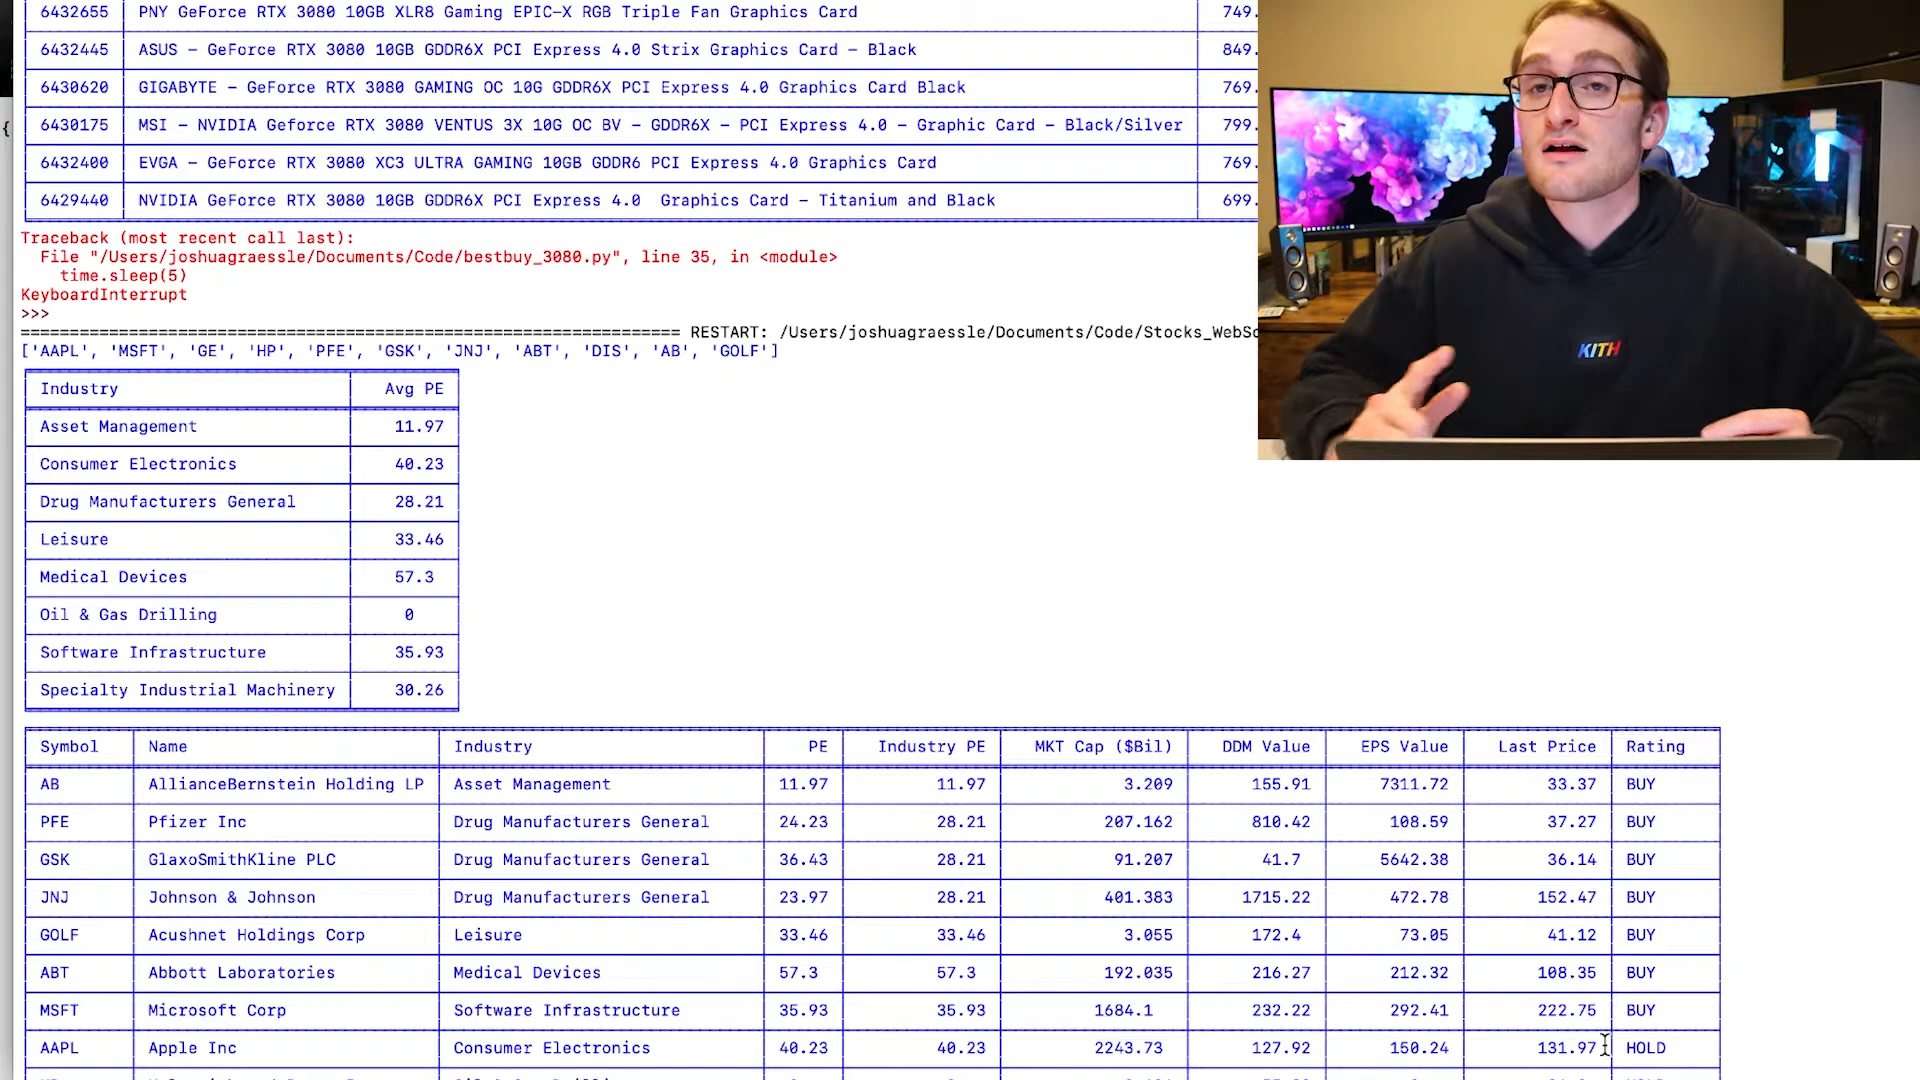 6432655 PNY GeForce RTX 3080 10GB XLR8 Gaming EPIC-X RGB Triple Fan Graphics Card 749.
6432445 ASUS - GeForce RTX 3080 10GB GDDR6X PCI Express 4.0 Strix Graphics Card - Black 849.
6430620 GIGABYTE - GeForce RTX 3080 GAMING OC 10G GDDR6X PCI Express 4.0 Graphics Card Black 769.
6430175 MSI - NVIDIA Geforce RTX 3080 VENTUS 3X 10G OC BV - GDDR6X - PCI Express 4.0 - Graphic Card - Black/Silver 799.
6432400 EVGA - GeForce RTX 3080 XC3 ULTRA GAMING 10GB GDDR6 PCI Express 4.0 Graphics Card 769.
6429440 NVIDIA GeForce RTX 3080 10GB GDDR6X PCI Express 4.0  Graphics Card - Titanium and Black 699.
{
Traceback (most recent call last):
File "/Users/joshuagraessle/Documents/Code/bestbuy_3080.py", line 35, in <module>
time.sleep(5)
KeyboardInterrupt
>>>
=================================================================== RESTART: /Users/joshuagraessle/Documents/Code/Stocks_WebSc
['AAPL', 'MSFT', 'GE', 'HP', 'PFE', 'GSK', 'JNJ', 'ABT', 'DIS', 'AB', 'GOLF']
KITH
Industry Avg PE
Asset Management 11.97
Consumer Electronics 40.23
Drug Manufacturers General 28.21
Leisure 33.46
Medical Devices 57.3
Oil & Gas Drilling 0
Software Infrastructure 35.93
Specialty Industrial Machinery 30.26
Symbol Name Industry PE Industry PE MKT Cap ($Bil) DDM Value EPS Value Last Price Rating
AB AllianceBernstein Holding LP Asset Management 11.97 11.97 3.209 155.91 7311.72 33.37 BUY
PFE Pfizer Inc Drug Manufacturers General 24.23 28.21 207.162 810.42 108.59 37.27 BUY
GSK GlaxoSmithKline PLC Drug Manufacturers General 36.43 28.21 91.207 41.7 5642.38 36.14 BUY
JNJ Johnson & Johnson Drug Manufacturers General 23.97 28.21 401.383 1715.22 472.78 152.47 BUY
GOLF Acushnet Holdings Corp Leisure 33.46 33.46 3.055 172.4 73.05 41.12 BUY
ABT Abbott Laboratories Medical Devices 57.3 57.3 192.035 216.27 212.32 108.35 BUY
MSFT Microsoft Corp Software Infrastructure 35.93 35.93 1684.1 232.22 292.41 222.75 BUY
AAPL Apple Inc Consumer Electronics 40.23 40.23 2243.73 127.92 150.24 131.97 HOLD